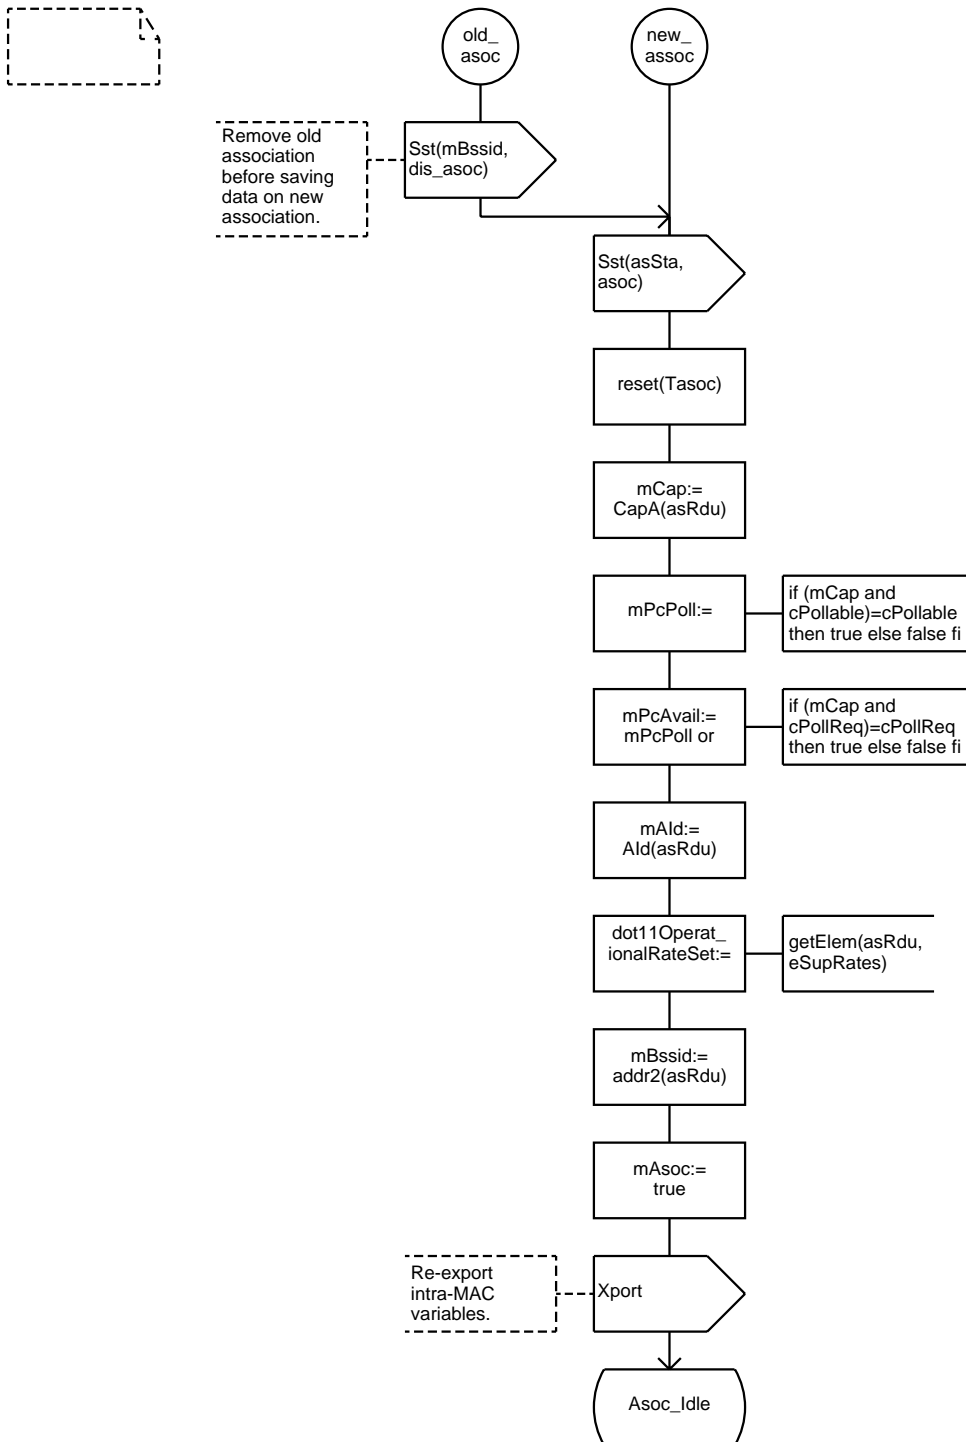 old_
asoc
new_
assoc
Remove old
association
before saving
data on new
association.
Sst(mBssid,
dis_asoc)
Sst(asSta,
asoc)
reset(Tasoc)
mCap:=
CapA(asRdu)
mPcPoll:=
if (mCap and
cPollable)=cPollable
then true else false fi
mPcAvail:=
mPcPoll or
if (mCap and
cPollReq)=cPollReq
then true else false fi
mAId:=
AId(asRdu)
dot11Operat_
ionalRateSet:=
getElem(asRdu,
eSupRates)
mBssid:=
addr2(asRdu)
mAsoc:=
true
Re-export
intra-MAC
variables.
Xport
Asoc_Idle